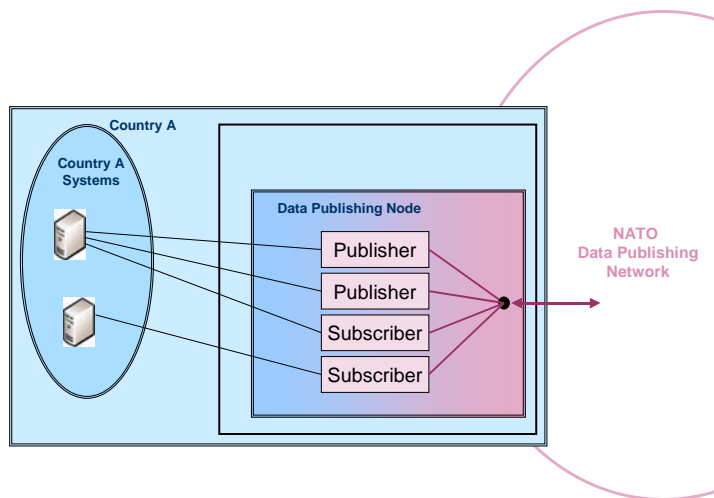 Country A
Country A
Systems
Data Publishing Node
Publisher
Publisher
Subscriber
Subscriber
NATO
Data Publishing
Network